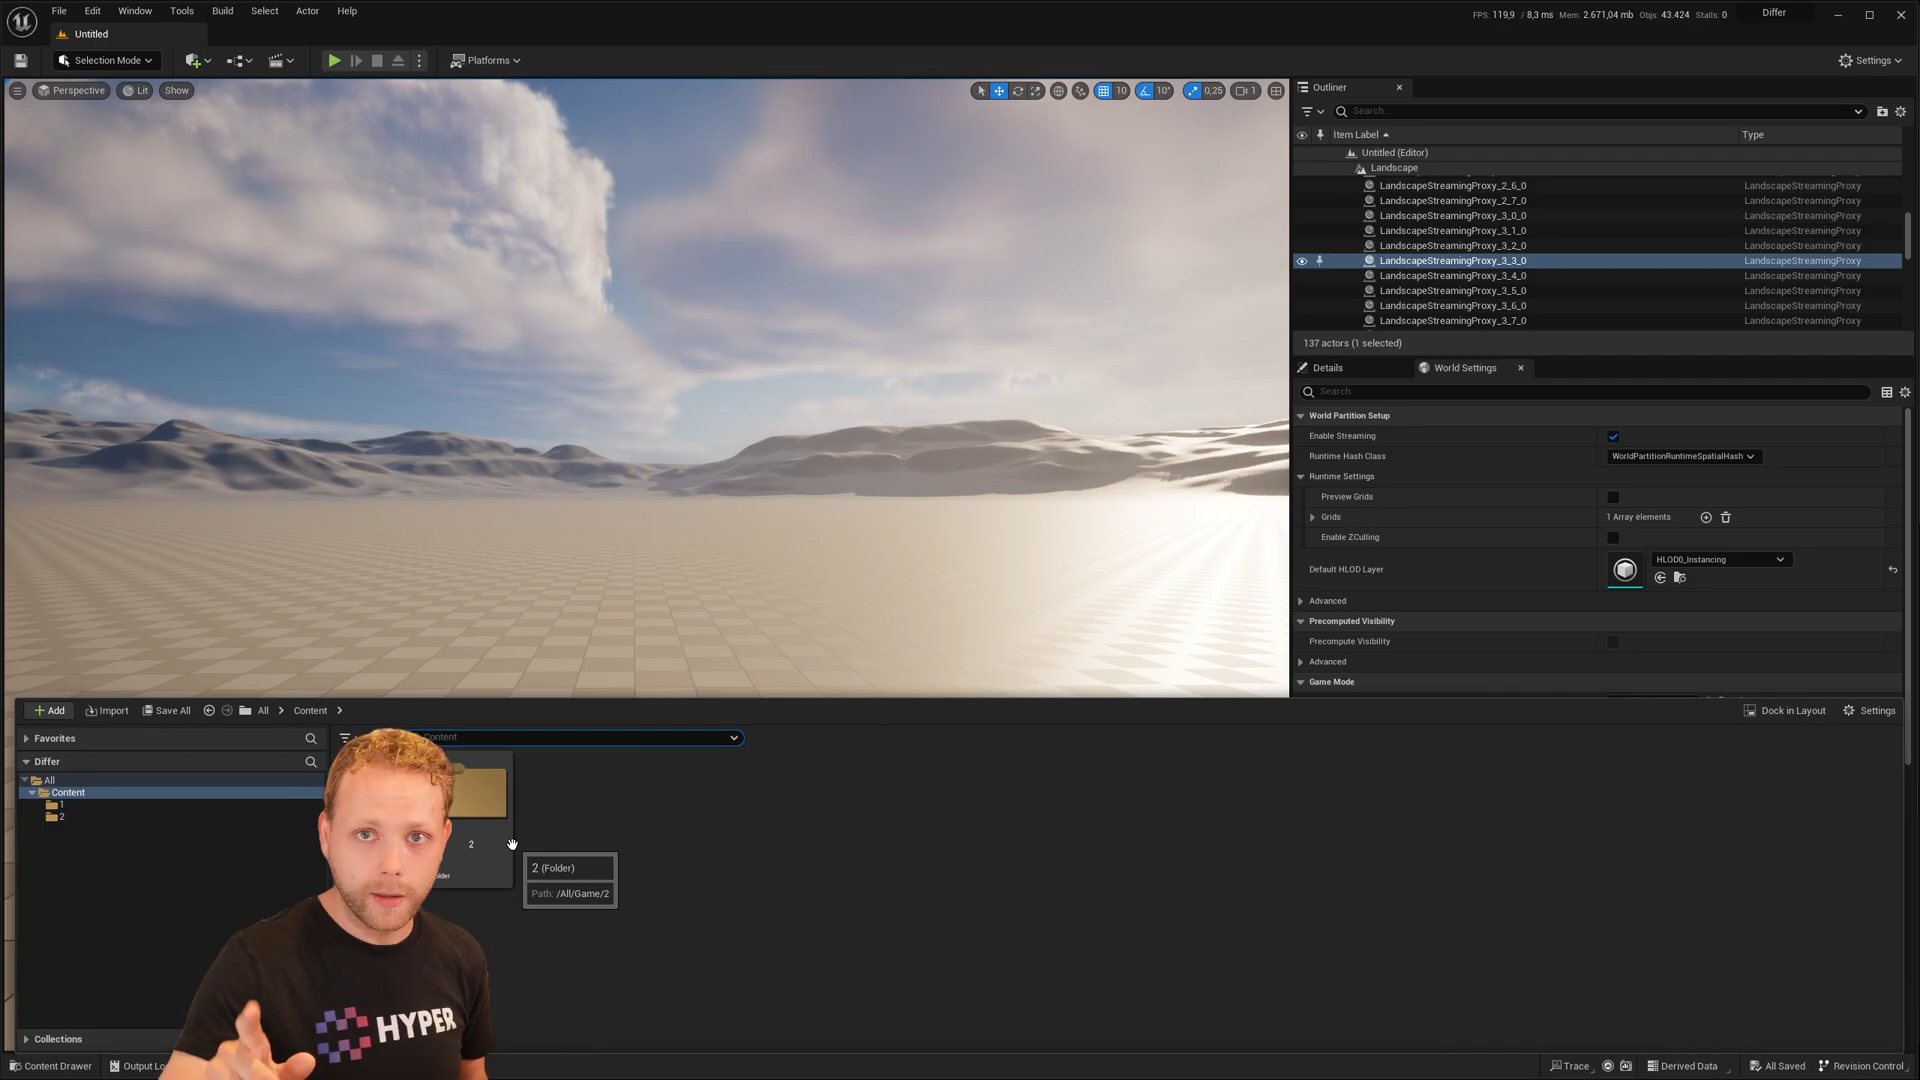 File Edit Window Tools Build Select Actor Help
FPS: 119,9 / 8,3 ms Mem: 2.671,04 mb Objs: 43.424 Stalls: 0 Differ
Untitled
Selection Mode
Platforms
Settings
Perspective Lit Show
10 10° 0,25 1
Outliner
Search...
Item Label Type
Untitled (Editor)
Landscape
LandscapeStreamingProxy_2_6_0 LandscapeStreamingProxy
LandscapeStreamingProxy_2_7_0 LandscapeStreamingProxy
LandscapeStreamingProxy_3_0_0 LandscapeStreamingProxy
LandscapeStreamingProxy_3_1_0 LandscapeStreamingProxy
LandscapeStreamingProxy_3_2_0 LandscapeStreamingProxy
LandscapeStreamingProxy_3_3_0 LandscapeStreamingProxy
LandscapeStreamingProxy_3_4_0 LandscapeStreamingProxy
LandscapeStreamingProxy_3_5_0 LandscapeStreamingProxy
LandscapeStreamingProxy_3_6_0 LandscapeStreamingProxy
LandscapeStreamingProxy_3_7_0 LandscapeStreamingProxy
137 actors (1 selected)
Details World Settings
Search
World Partition Setup
Enable Streaming
Runtime Hash Class WorldPartitionRuntimeSpatialHash
Runtime Settings
Preview Grids
Grids 1 Array elements
Enable ZCulling
Default HLOD Layer HLOD0_Instancing
Advanced
Precomputed Visibility
Precompute Visibility
Advanced
Game Mode
Add Import Save All All Content
Dock in Layout Settings
Favorites
Content
Differ
All
Content
1
2
2
2 (Folder)
Path: /All/Game/2
HYPER
Collections
Content Drawer Output Lo
Trace Derived Data All Saved Revision Control